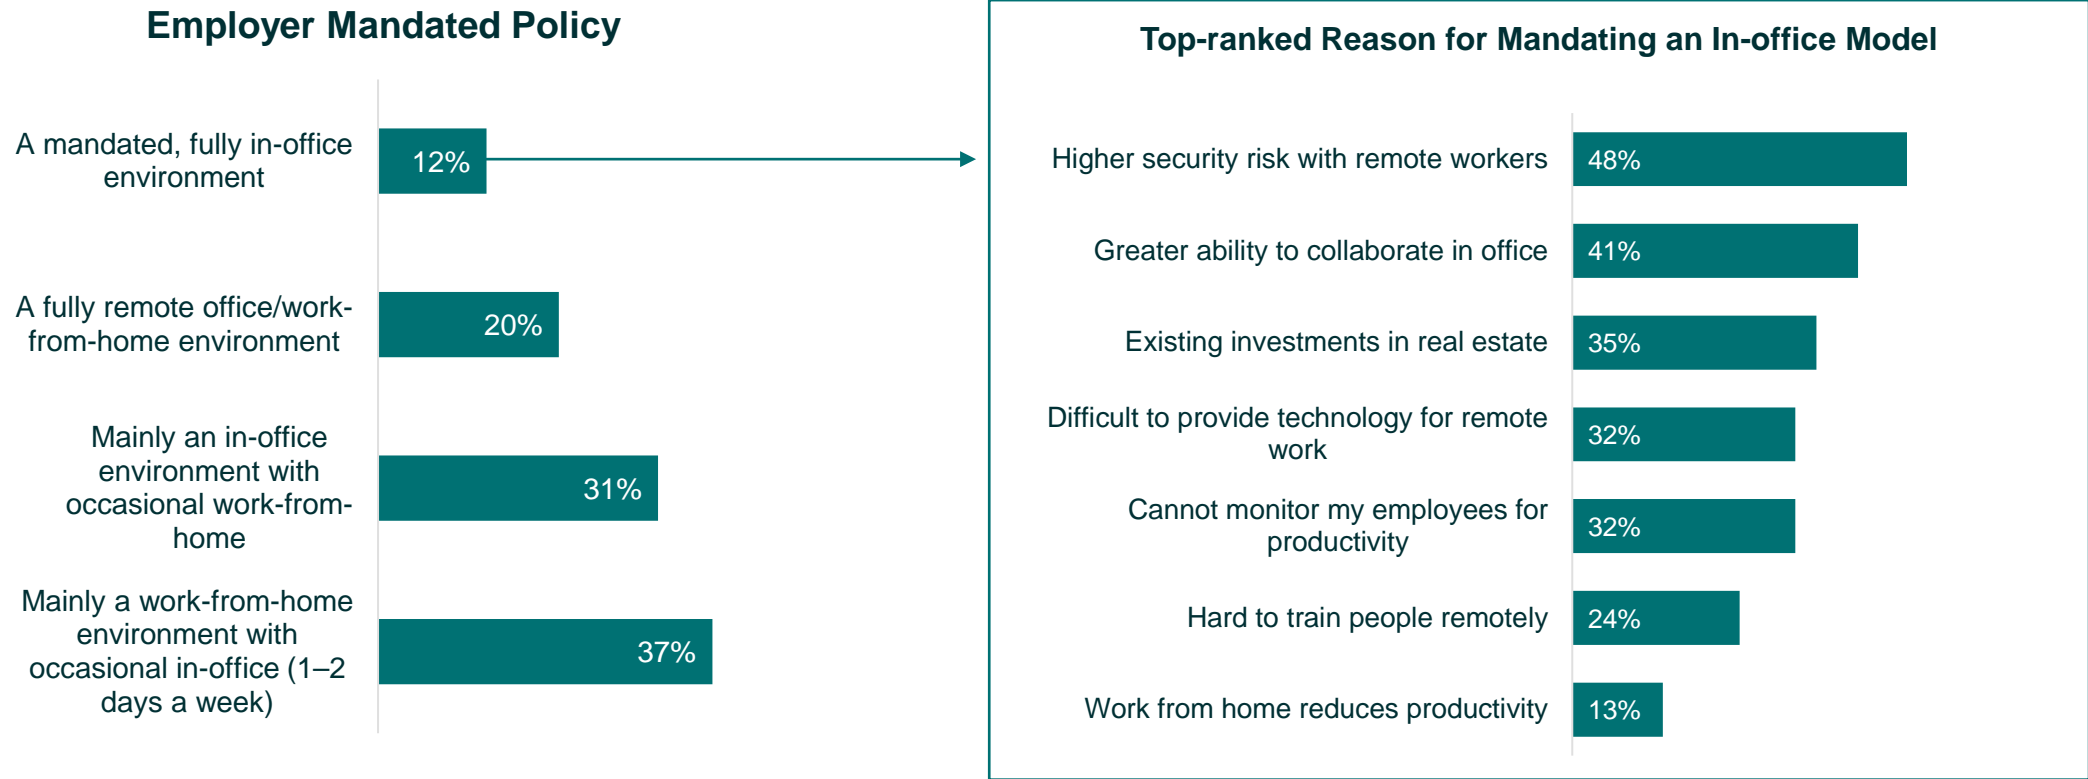 Employer Mandated Policy
A mandated, fully in-office
environment
12%
A fully remote office/work-
from-home environment
20%
Mainly an in-office
environment with
occasional work-from-
home
31%
Mainly a work-from-home
environment with
occasional in-office (1–2
days a week)
37%
Top-ranked Reason for Mandating an In-office Model
Higher security risk with remote workers
48%
Greater ability to collaborate in office
41%
Existing investments in real estate
35%
Difficult to provide technology for remote
work
32%
Cannot monitor my employees for
productivity
32%
Hard to train people remotely
24%
Work from home reduces productivity
13%